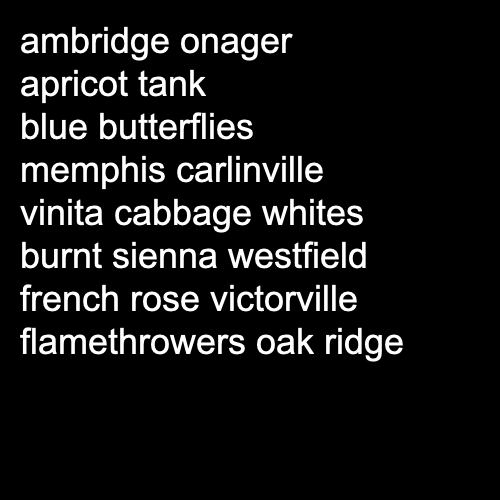 ambridge onager
apricot tank
blue butterflies
memphis carlinville
vinita cabbage whites
burnt sienna westfield
french rose victorville
flamethrowers oak ridge